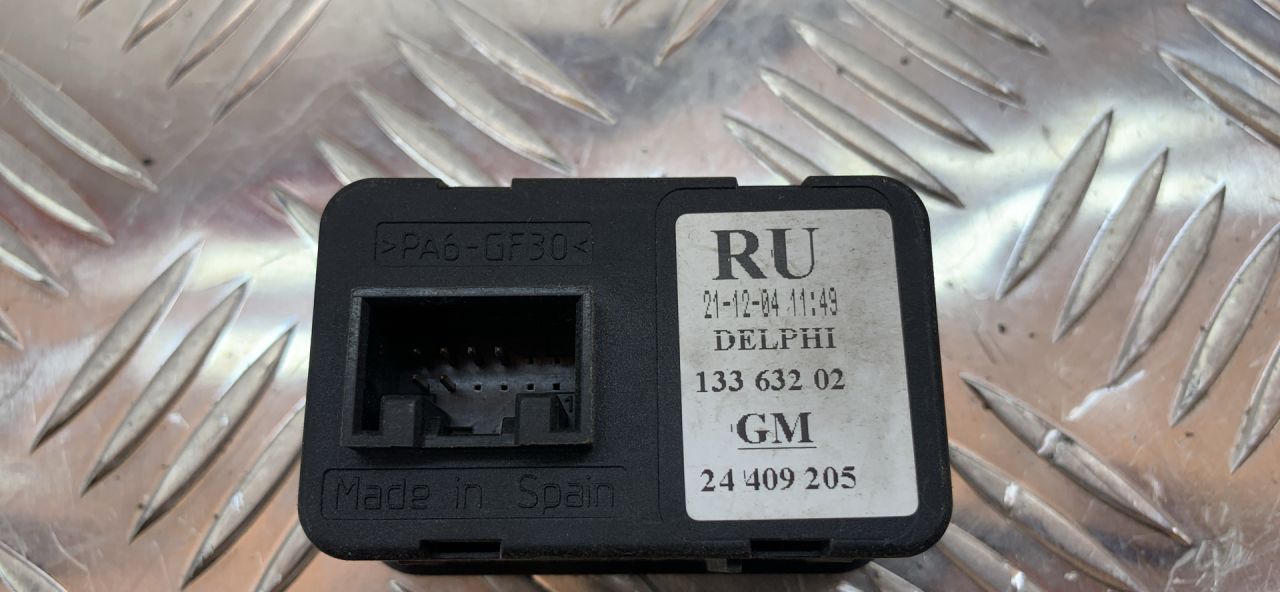 >PA6-GF30<
Made in Spain
RU
21-12-04 11:49
DELPHI
133 632 02
GM
24 409 205